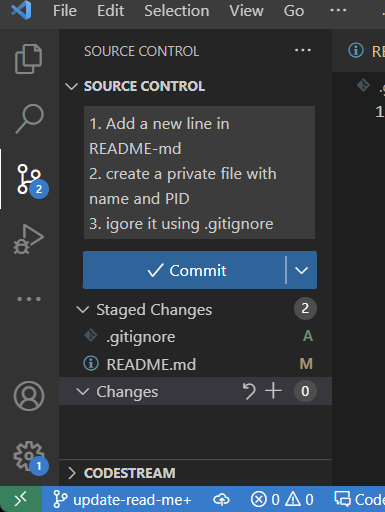 File Edit Selection View Go ...
SOURCE CONTROL ...
SOURCE CONTROL
1. Add a new line in
README-md
2. create a private file with
name and PID
3. igore it using .gitignore
Commit
Staged Changes 2
.gitignore A
README.md M
Changes 0
CODESTREAM
update-read-me+ 0 0 Code
2
1
RE
.g
1